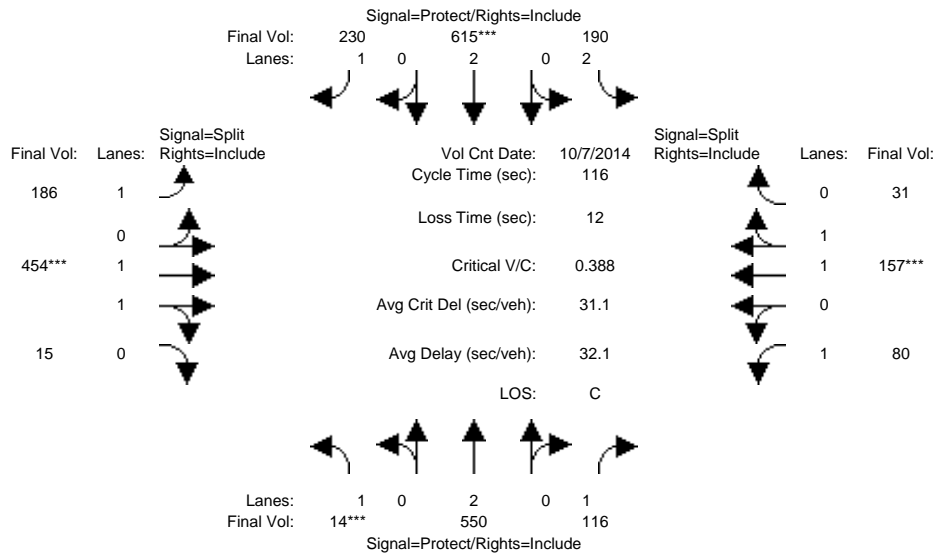 Signal=Protect/Rights=Include
Final Vol: 230 615*** 190
Lanes: 1 0 2 0 2
Signal=Split
Final Vol: Lanes: Rights=Include
Vol Cnt Date: 10/7/2014
Signal=Split
Rights=Include Lanes: Final Vol:
Cycle Time (sec): 116
186 1
0 31
Loss Time (sec): 12
0
1
454*** 1
Critical V/C: 0.388
1 157***
1
Avg Crit Del (sec/veh): 31.1
0
15 0
Avg Delay (sec/veh): 32.1
1 80
LOS: C
Lanes: 1 0 2 0 1
Final Vol: 14*** 550 116
Signal=Protect/Rights=Include